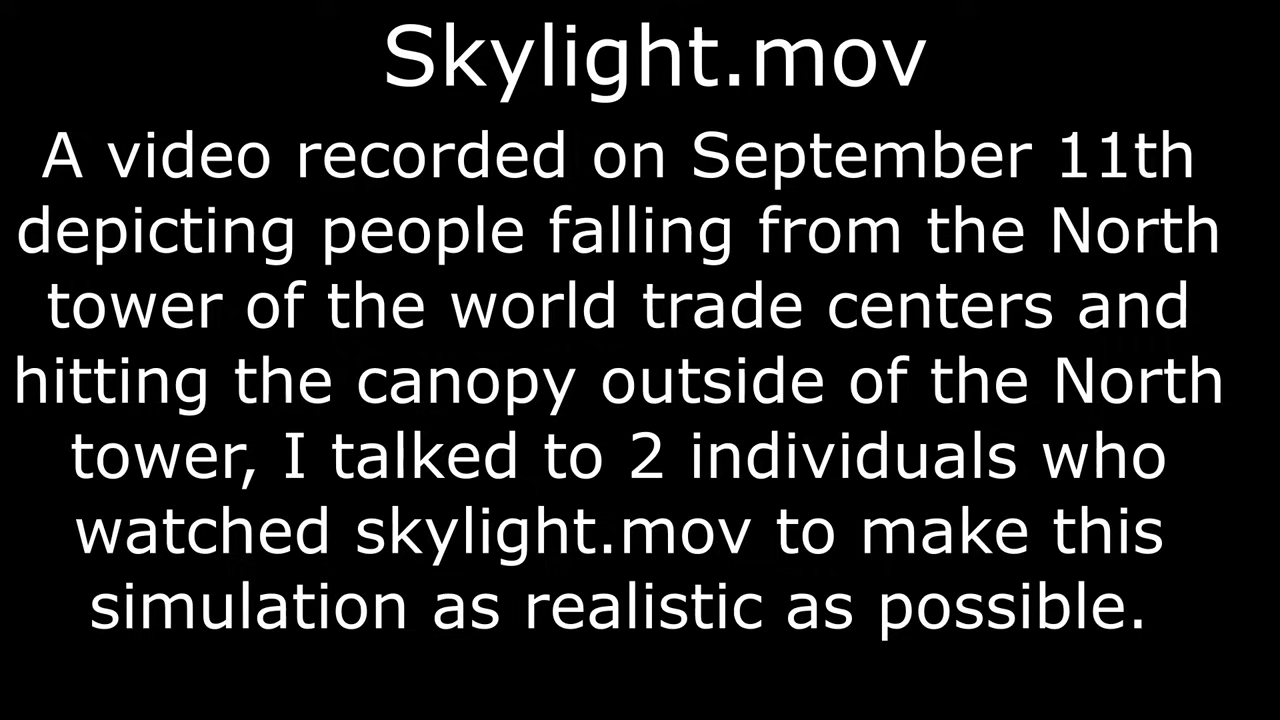 Skylight.mov
A video recorded on September 11th
depicting people falling from the North
tower of the world trade centers and
hitting the canopy outside of the North
tower, I talked to 2 individuals who
watched skylight.mov to make this
simulation as realistic as possible.